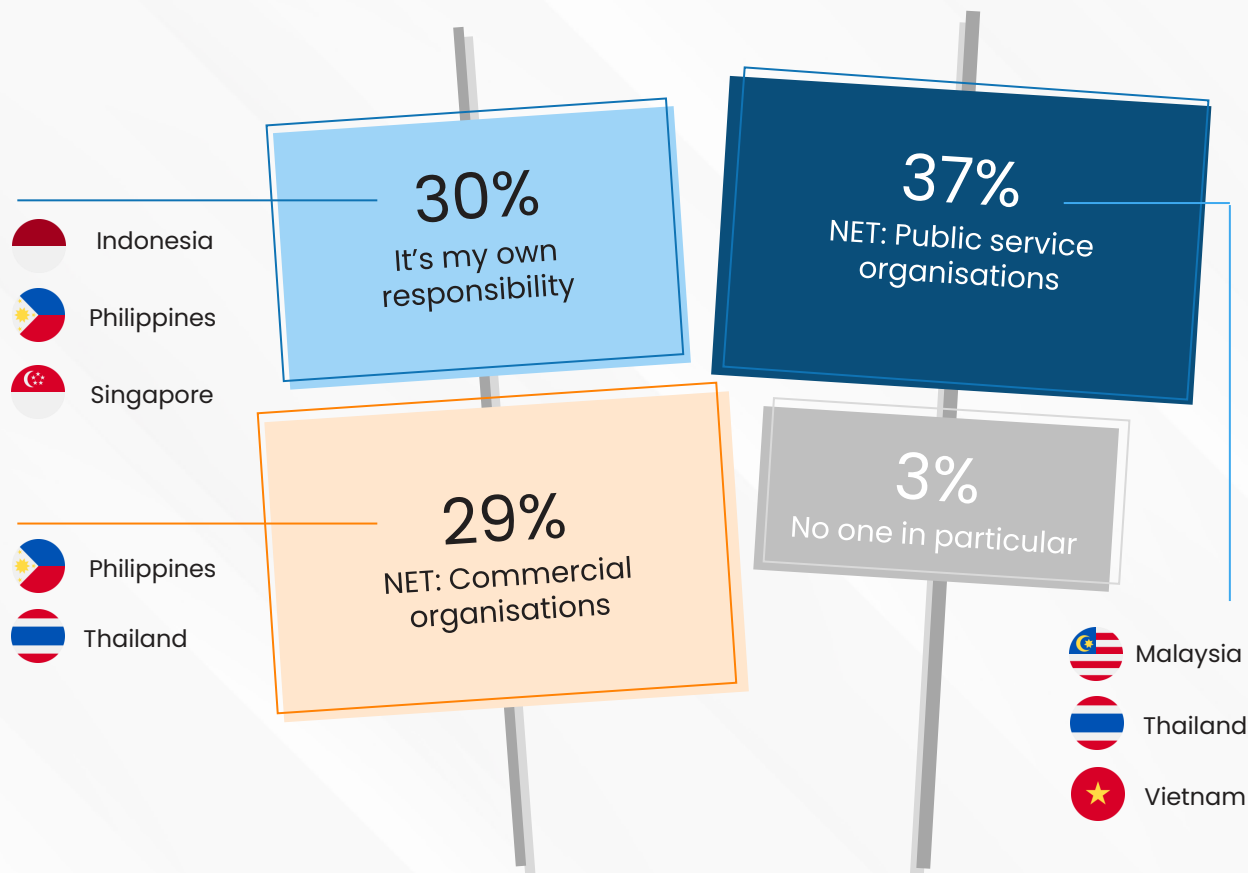 30%
It's my own
responsibility
Indonesia
Philippines
Singapore
29%
NET: Commercial
organisations
Philippines
Thailand
37%
NET: Public service
organisations
3%
No one in particular
Malaysia
Thailand
Vietnam